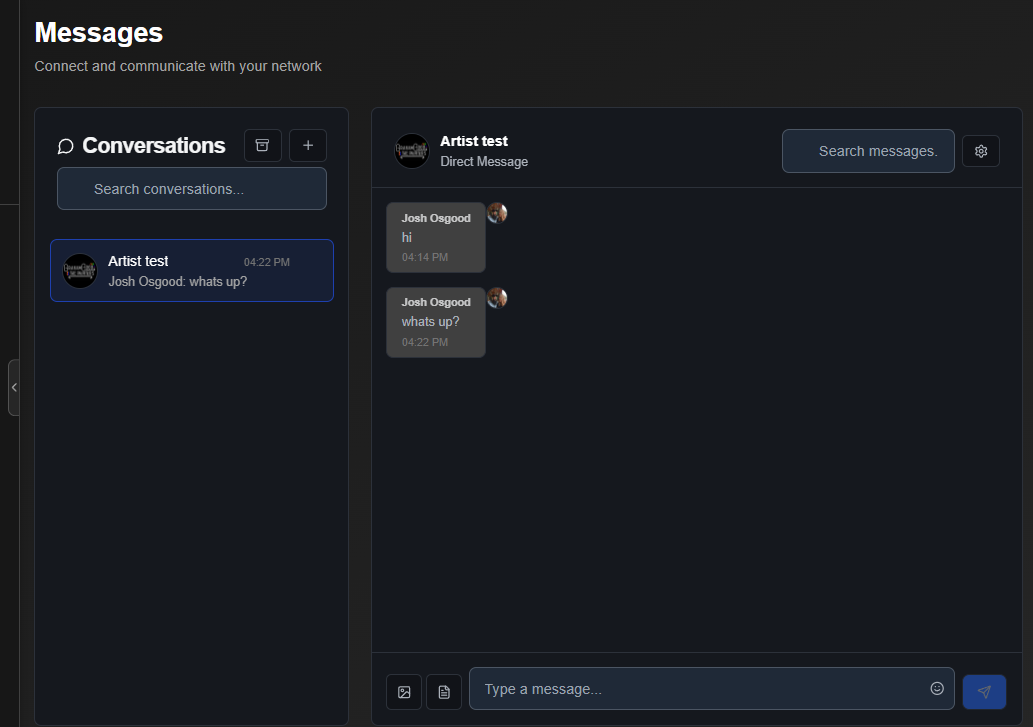 Messages
Connect and communicate with your network
Conversations
Search conversations...
Artist test
04:22 PM
Josh Osgood: whats up?
Artist test
Direct Message
Search messages.
Josh Osgood
hi
04:14 PM
Josh Osgood
whats up?
04:22 PM
Type a message...